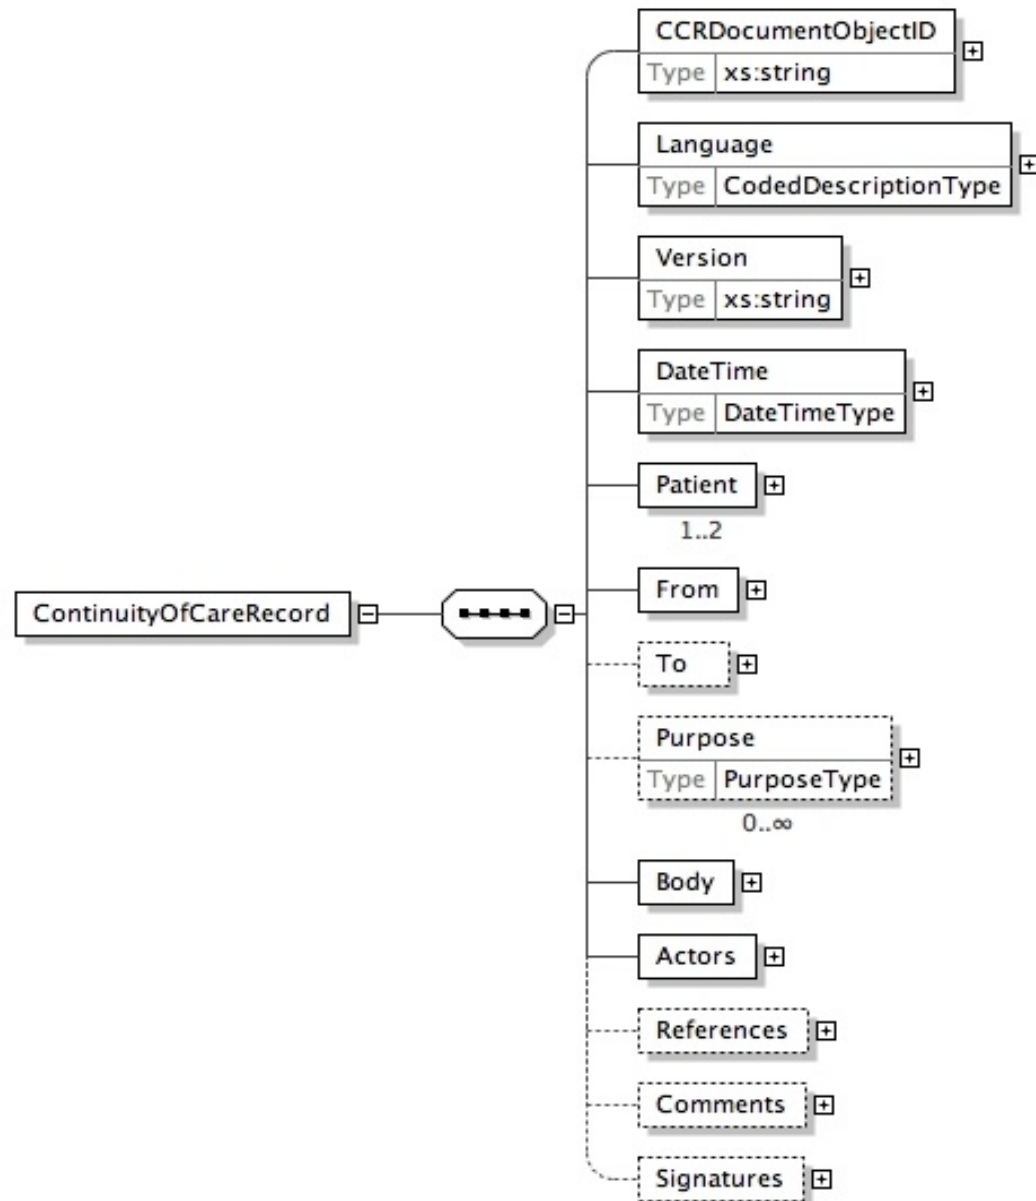 CCRDocumentObjectID
Type xs:string
Language
Type CodedDescriptionType
Version
Type xs:string
DateTime
Type DateTimeType
Patient
1..2
ContinuityOfCareRecord
From
To
Purpose
Type PurposeType
0..∞
Body
Actors
References
Comments
Signatures